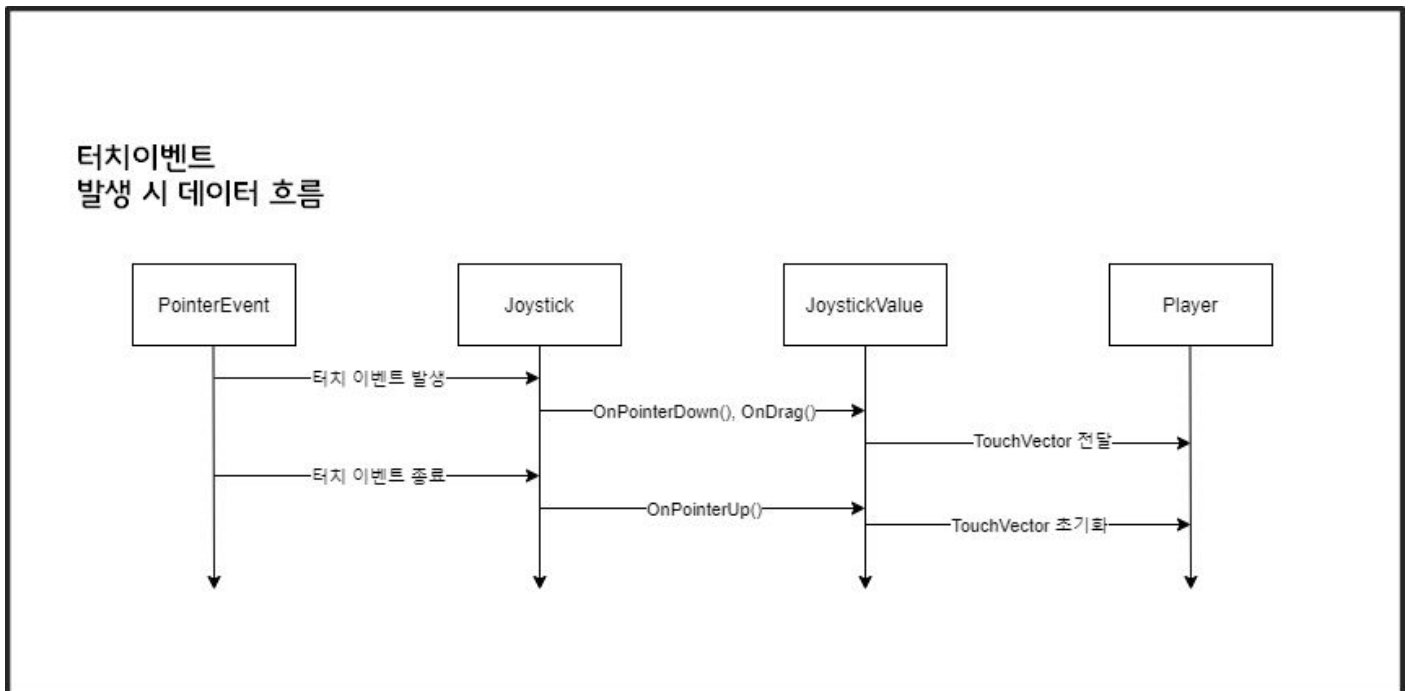 터치이벤트
발생 시 데이터 흐름
PointerEvent
Joystick
JoystickValue
Player
터치 이벤트 발생
OnPointerDown(), OnDrag()
TouchVector 전달
터치 이벤트 종료
OnPointerUp()
TouchVector 초기화